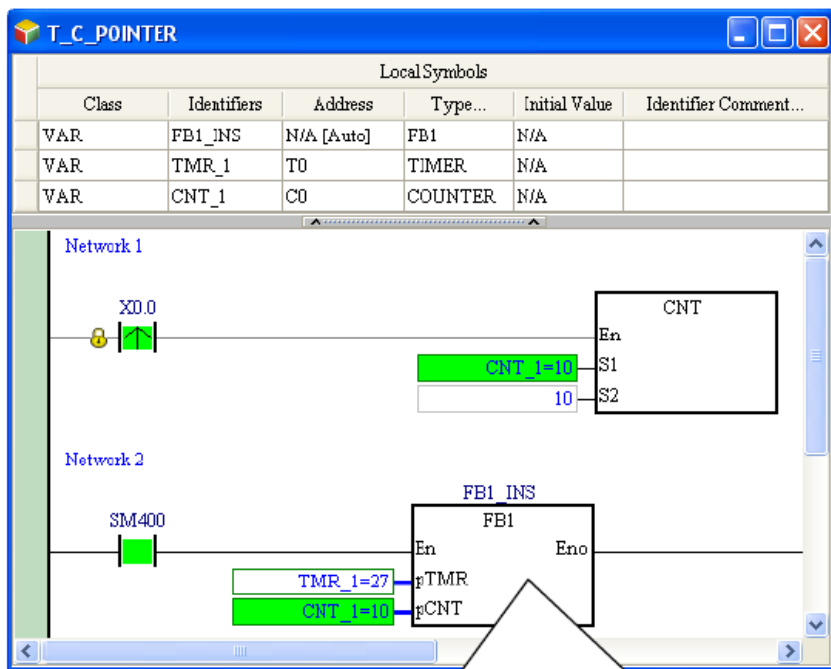 T_C_POINTER
Local Symbols
Class Identifiers Address Type... Initial Value Identifier Comment...
VAR FB1_INS N/A [Auto] FB1 N/A
VAR TMR_1 T0 TIMER N/A
VAR CNT_1 C0 COUNTER N/A
Network 1
X0.0
CNT
En
CNT_1=10 S1
10 S2
Network 2
FB1_INS
SM400
FB1
En Eno
TMR_1=27 pTMR
CNT_1=10 pCNT